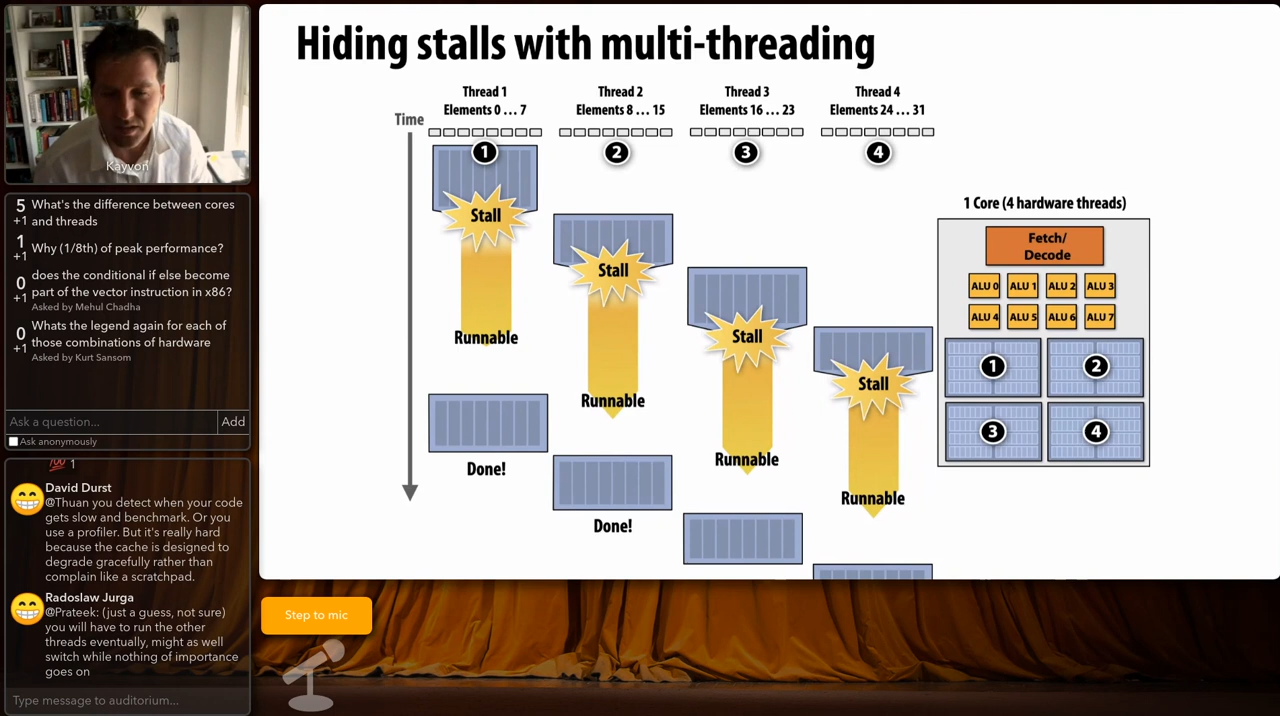 Kayvon
5
+1
What's the difference between cores
and threads
1
+1
Why (1/8th) of peak performance?
0
+1
does the conditional if else become
part of the vector instruction in x86?
Asked by Mehul Chadha
0
+1
Whats the legend again for each of
those combinations of hardware
Asked by Kurt Sansom
Ask a question...
Add
Ask anonymously
100 1
David Durst
@Thuan you detect when your code
gets slow and benchmark. Or you
use a profiler. But it's really hard
because the cache is designed to
degrade gracefully rather than
complain like a scratchpad.
Radoslaw Jurga
@Prateek: (just a guess, not sure)
you will have to run the other
threads eventually, might as well
switch while nothing of importance
goes on
Type message to auditorium...
Hiding stalls with multi-threading
Time
Thread 1
Elements 0 … 7
Thread 2
Elements 8 … 15
Thread 3
Elements 16 … 23
Thread 4
Elements 24 … 31
1
2
3
4
Stall
Stall
Stall
Stall
Runnable
Runnable
Runnable
Runnable
Done!
Done!
1 Core (4 hardware threads)
Fetch/
Decode
ALU 0 ALU 1 ALU 2 ALU 3
ALU 4 ALU 5 ALU 6 ALU 7
1
2
3
4
Step to mic